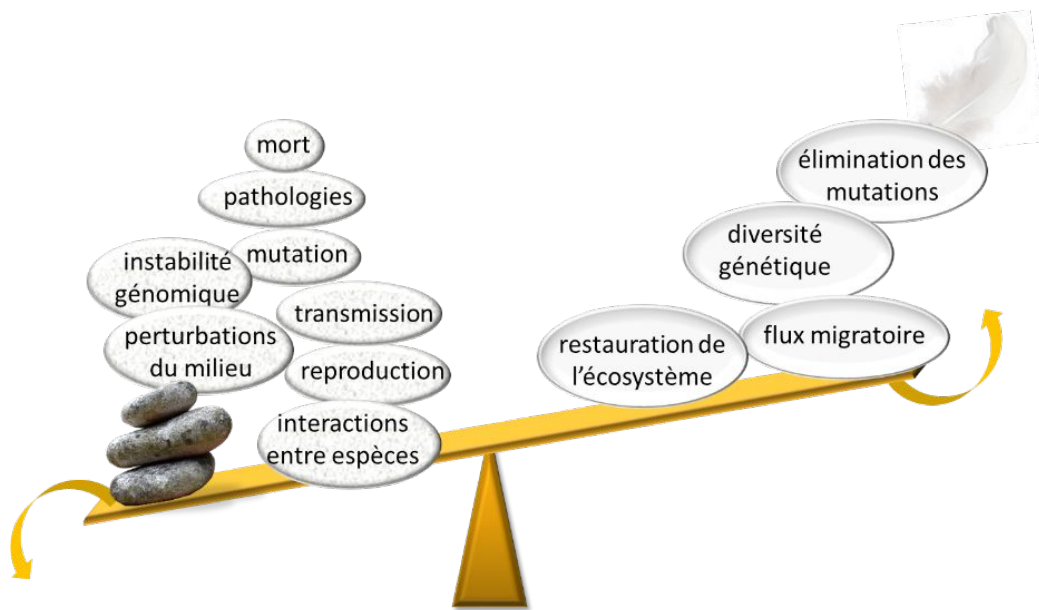 mort
pathologies
mutation
instabilité
génomique
transmission
perturbations
du milieu
reproduction
interactions
entre espèces
élimination des
mutations
diversité
génétique
flux migratoire
restauration de
l'écosystème